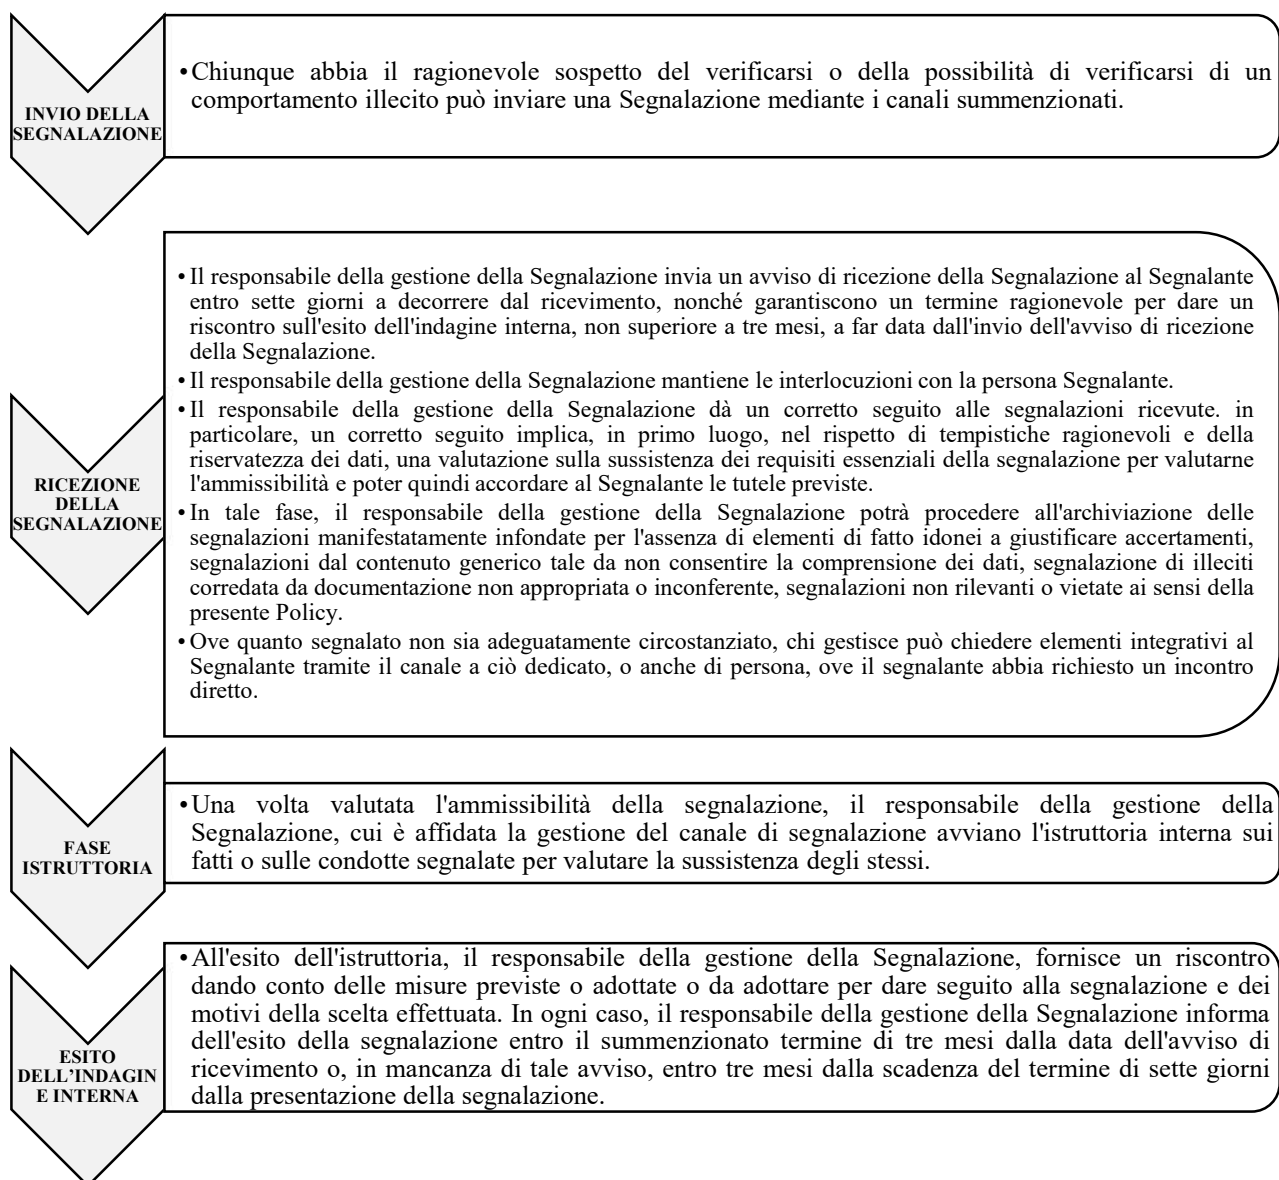 INVIO DELLA
SEGNALAZIONE
•Chiunque abbia il ragionevole sospetto del verificarsi o della possibilità di verificarsi di un
comportamento illecito può inviare una Segnalazione mediante i canali summenzionati.
RICEZIONE
DELLA
SEGNALAZIONE
•Il responsabile della gestione della Segnalazione invia un avviso di ricezione della Segnalazione al Segnalante
entro sette giorni a decorrere dal ricevimento, nonché garantiscono un termine ragionevole per dare un
riscontro sull'esito dell'indagine interna, non superiore a tre mesi, a far data dall'invio dell'avviso di ricezione
della Segnalazione.
•Il responsabile della gestione della Segnalazione mantiene le interlocuzioni con la persona Segnalante.
•Il responsabile della gestione della Segnalazione dà un corretto seguito alle segnalazioni ricevute. in
particolare, un corretto seguito implica, in primo luogo, nel rispetto di tempistiche ragionevoli e della
riservatezza dei dati, una valutazione sulla sussistenza dei requisiti essenziali della segnalazione per valutarne
l'ammissibilità e poter quindi accordare al Segnalante le tutele previste.
•In tale fase, il responsabile della gestione della Segnalazione potrà procedere all'archiviazione delle
segnalazioni manifestatamente infondate per l'assenza di elementi di fatto idonei a giustificare accertamenti,
segnalazioni dal contenuto generico tale da non consentire la comprensione dei dati, segnalazione di illeciti
corredata da documentazione non appropriata o inconferente, segnalazioni non rilevanti o vietate ai sensi della
presente Policy.
•Ove quanto segnalato non sia adeguatamente circostanziato, chi gestisce può chiedere elementi integrativi al
Segnalante tramite il canale a ciò dedicato, o anche di persona, ove il segnalante abbia richiesto un incontro
diretto.
FASE
ISTRUTTORIA
•Una volta valutata l'ammissibilità della segnalazione, il responsabile della gestione della
Segnalazione, cui è affidata la gestione del canale di segnalazione avviano l'istruttoria interna sui
fatti o sulle condotte segnalate per valutare la sussistenza degli stessi.
ESITO
DELL'INDAGIN
E INTERNA
•All'esito dell'istruttoria, il responsabile della gestione della Segnalazione, fornisce un riscontro
dando conto delle misure previste o adottate o da adottare per dare seguito alla segnalazione e dei
motivi della scelta effettuata. In ogni caso, il responsabile della gestione della Segnalazione informa
dell'esito della segnalazione entro il summenzionato termine di tre mesi dalla data dell'avviso di
ricevimento o, in mancanza di tale avviso, entro tre mesi dalla scadenza del termine di sette giorni
dalla presentazione della segnalazione.